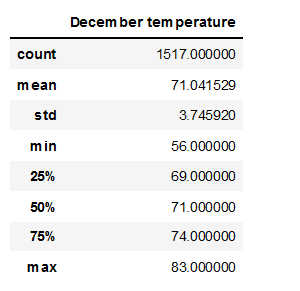 December temperature
count 1517.000000
mean 71.041529
std 3.745920
min 56.000000
25% 69.000000
50% 71.000000
75% 74.000000
max 83.000000